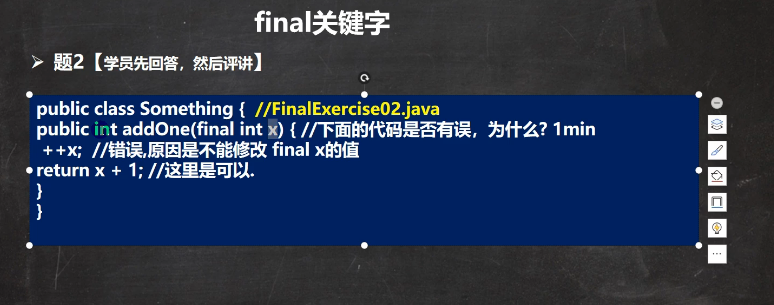 final关键字
题2【学员先回答，然后评讲】
public class Something { //FinalExercise02.java
public int addOne(final int x) { //下面的代码是否有误，为什么? 1min
++x; //错误,原因是不能修改 final x的值
return x + 1; //这里是可以.
}
}